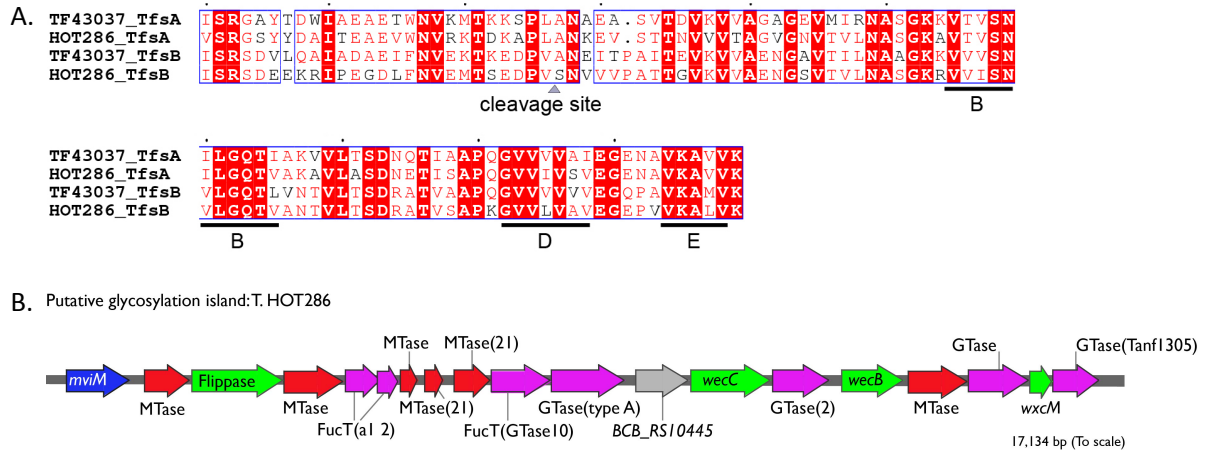 A.
TF43037_TfsA ISRGAYTDWIAEAETWNVKMTKKSPLANAEA.SVTDVKVVAGAGEVMIRNASGKKVTVSN
HOT286_TfsA VSRGSYYDAITEAEVWNVRKTDKAPLANKEV.STTNVVVTAGVGNVTVLNASGKAVTVSN
TF43037_TfsB ISRSDVLQAIADAEIFNVEKTKEDPVANEITPAITEVKVVAENGAVTILNAAGKKVVVSN
HOT286_TfsB ISRSDEEKRIPEGDLFNVEMTSEDPVSNVVVPATTGVKVVAENGSVTVLNASGKRVVISN
cleavage site B
TF43037_TfsA ILGQTIAKVVLTSDNQTIAAPQGVVVVAIEGENAVKAVVK
HOT286_TfsA ILGQTVAKAVLASDNETISAPQGVVIVSVEGENAVKAVVK
TF43037_TfsB VLGQTLVNTVLTSDRATVAAPQGVVVVVVEGQPAVKAMVK
HOT286_TfsB VLGQTVANTVLTSDRATVSAPKGVVLVAVEGEPVVKALVK
B D E
B. Putative glycosylation island: T. HOT286
MTase MTase(21) GTase GTase(Tanf1305)
mviM Flippase wecC wecB
MTase MTase MTase(21) GTase(type A) GTase(2) MTase wxcM
FucT(a1 2) FucT(GTase10) BCB_RS10445
17,134 bp (To scale)